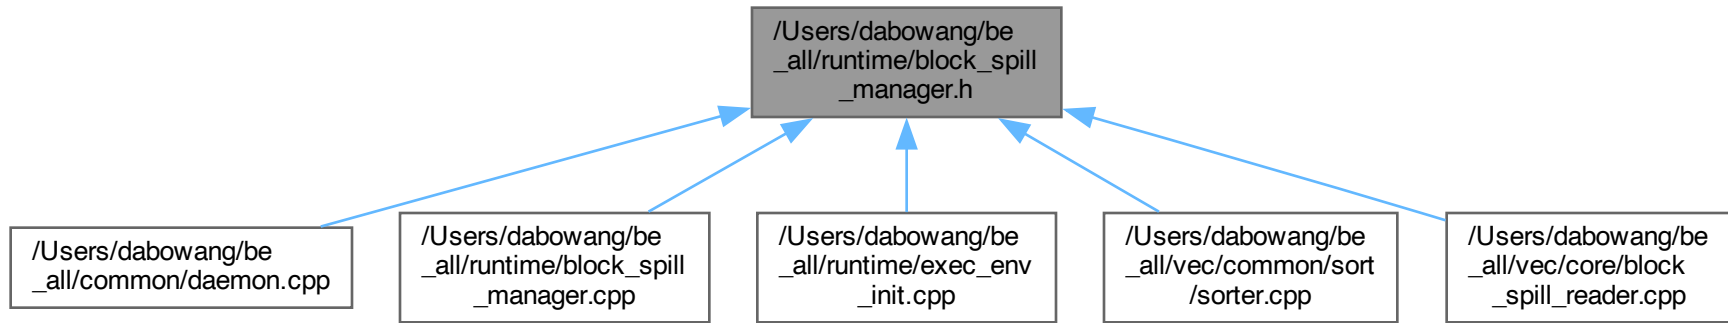 /Users/dabowang/be
_all/runtime/block_spill
_manager.h
/Users/dabowang/be
_all/common/daemon.cpp
/Users/dabowang/be
_all/runtime/block_spill
_manager.cpp
/Users/dabowang/be
_all/runtime/exec_env
_init.cpp
/Users/dabowang/be
_all/vec/common/sort
/sorter.cpp
/Users/dabowang/be
_all/vec/core/block
_spill_reader.cpp